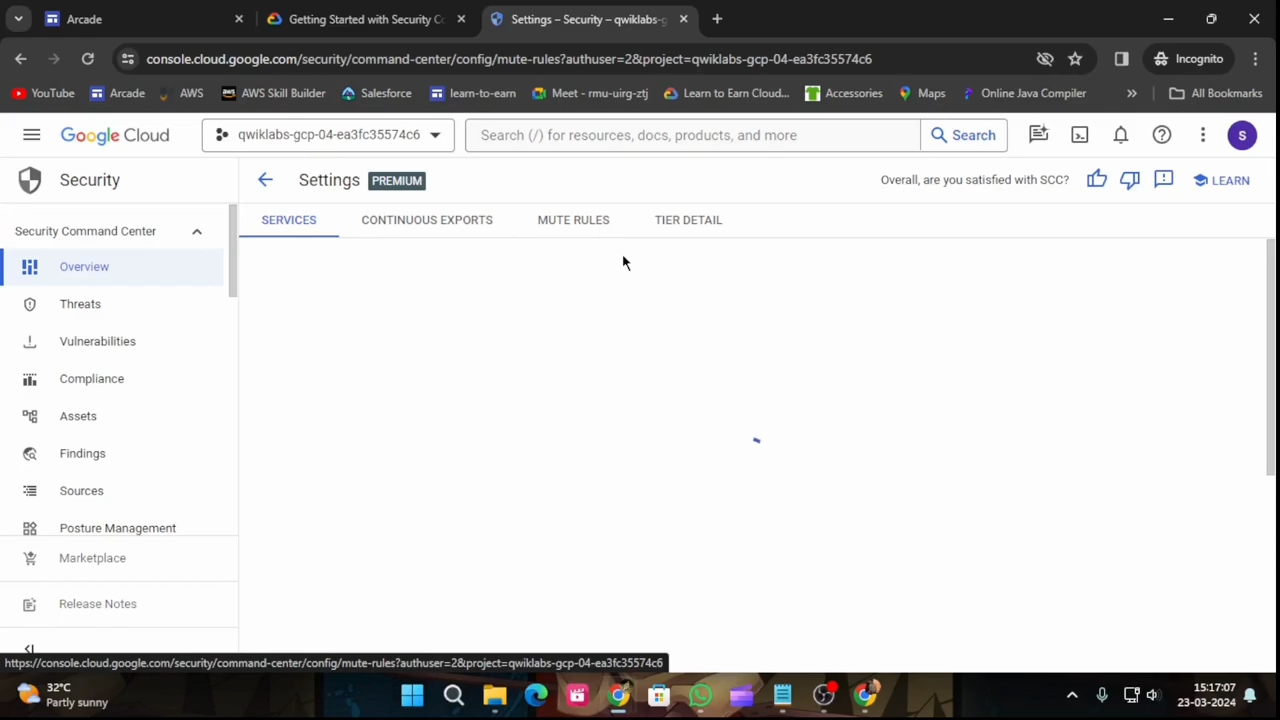 Arcade
Getting Started with Security Co
Settings – Security – qwiklabs-g
console.cloud.google.com/security/command-center/config/mute-rules?authuser=2&project=qwiklabs-gcp-04-ea3fc35574c6
Incognito
YouTube
Arcade
AWS
AWS Skill Builder
Salesforce
learn-to-earn
Meet - rmu-uirg-ztj
Learn to Earn Cloud...
Accessories
Maps
Online Java Compiler
»
All Bookmarks
Google Cloud
qwiklabs-gcp-04-ea3fc35574c6
Search (/) for resources, docs, products, and more
Search
S
Security
Settings
PREMIUM
Overall, are you satisfied with SCC?
LEARN
Security Command Center
SERVICES
CONTINUOUS EXPORTS
MUTE RULES
TIER DETAIL
Overview
Threats
Vulnerabilities
Compliance
Assets
Findings
Sources
Posture Management
Marketplace
Release Notes
https://console.cloud.google.com/security/command-center/config/mute-rules?authuser=2&project=qwiklabs-gcp-04-ea3fc35574c6
32°C
Partly sunny
15:17:07
23-03-2024